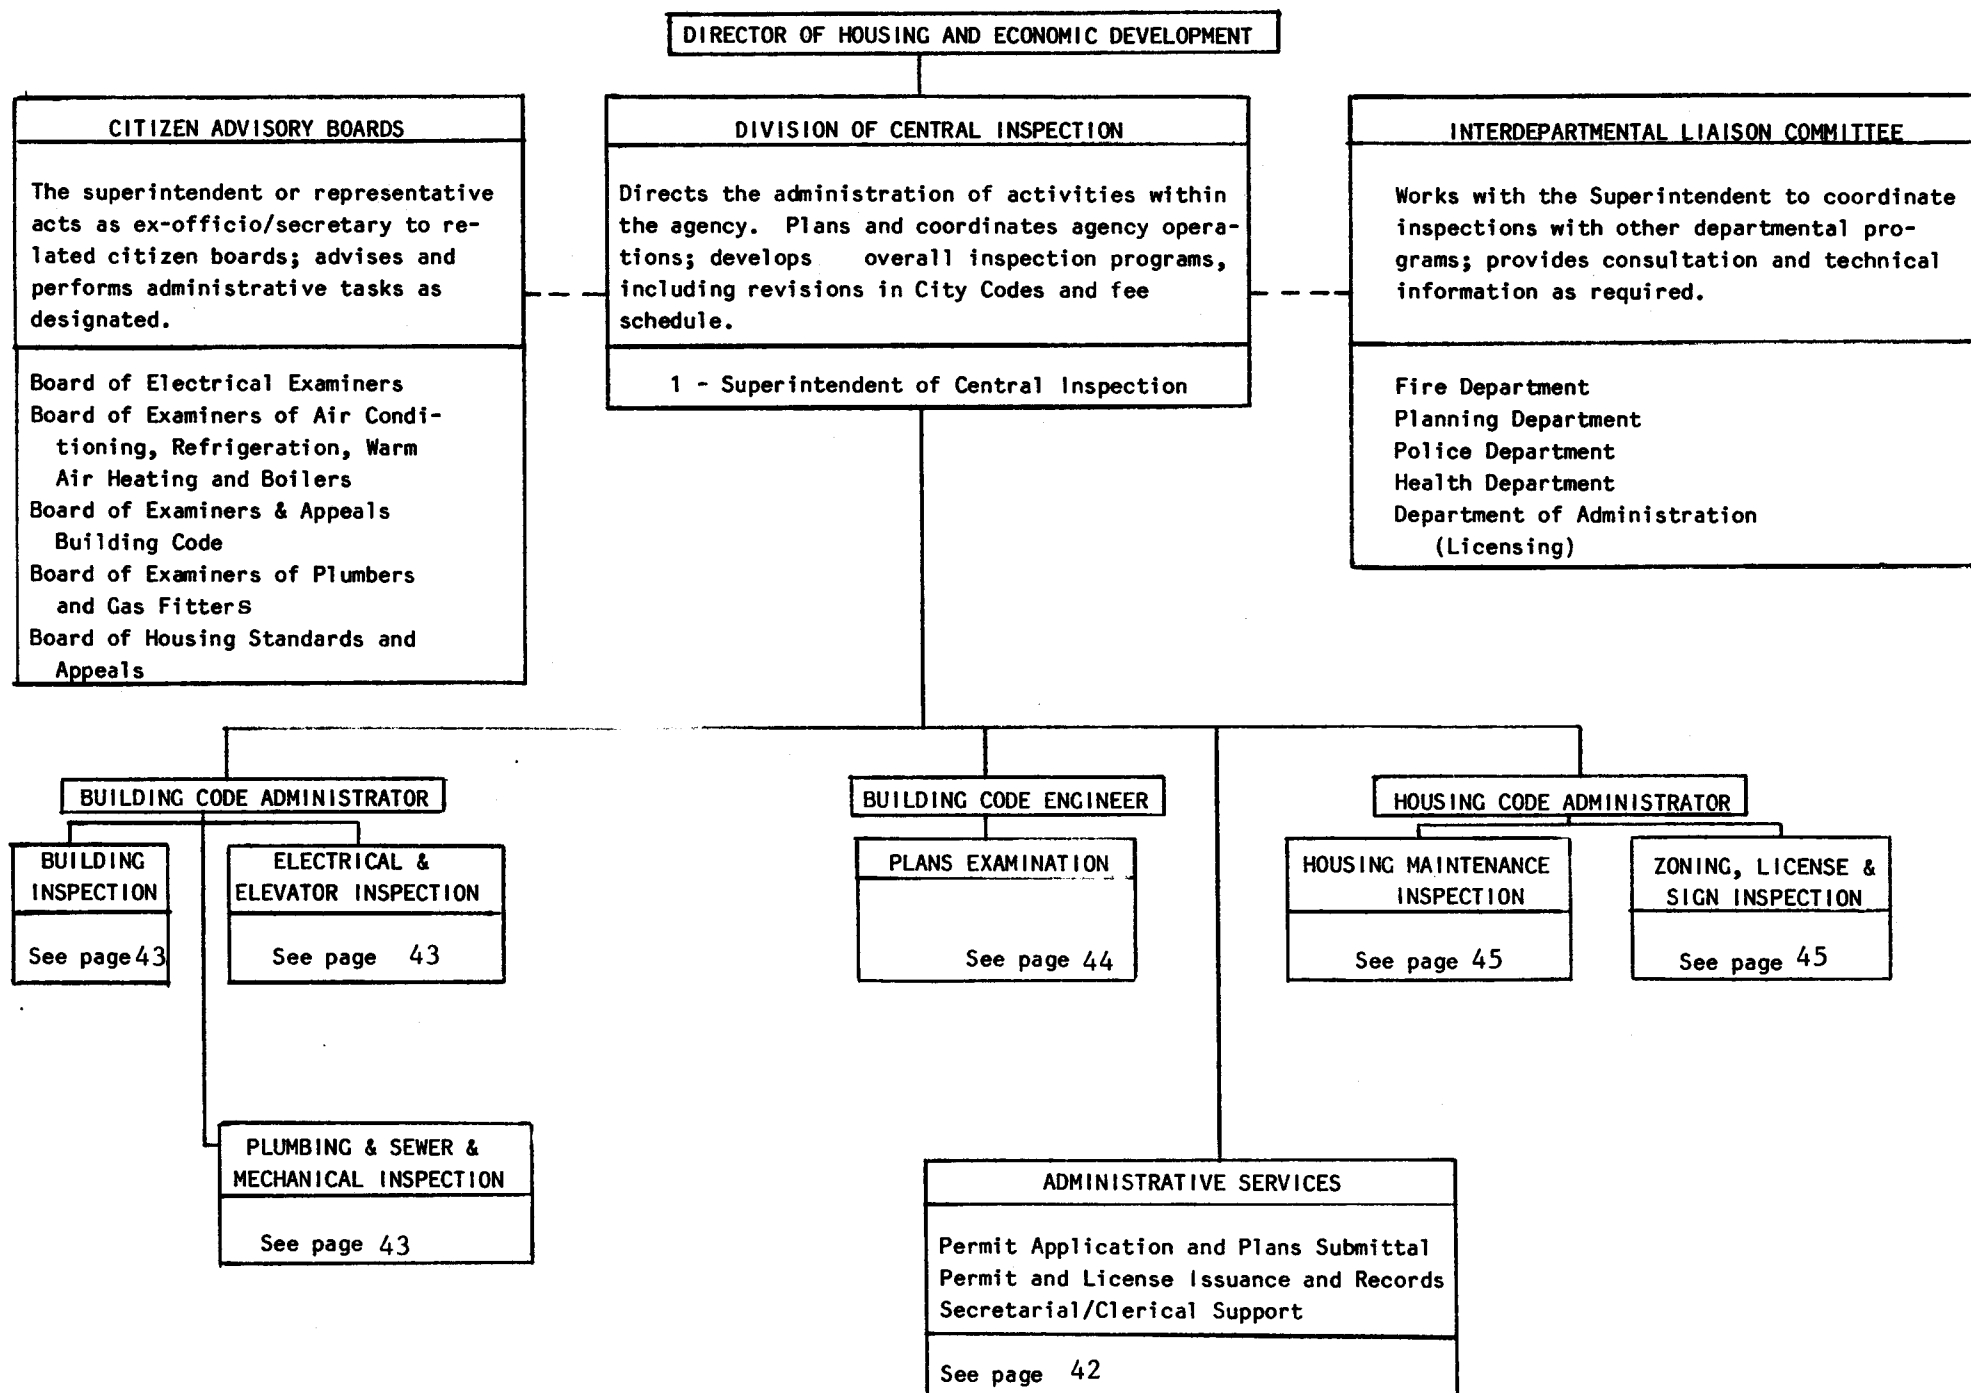 DIRECTOR OF HOUSING AND ECONOMIC DEVELOPMENT
CITIZEN ADVISORY BOARDS
The superintendent or representative
acts as ex-officio/secretary to re-
lated citizen boards; advises and
performs administrative tasks as
designated.
Board of Electrical Examiners
Board of Examiners of Air Condi-
tioning, Refrigeration, Warm
Air Heating and Boilers
Board of Examiners & Appeals
Building Code
Board of Examiners of Plumbers
and Gas Fitters
Board of Housing Standards and
Appeals
DIVISION OF CENTRAL INSPECTION
Directs the administration of activities within
the agency. Plans and coordinates agency opera-
tions; develops overall inspection programs,
including revisions in City Codes and fee
schedule.
1 - Superintendent of Central Inspection
INTERDEPARTMENTAL LIAISON COMMITTEE
Works with the Superintendent to coordinate
inspections with other departmental pro-
grams; provides consultation and technical
information as required.
Fire Department
Planning Department
Police Department
Health Department
Department of Administration
(Licensing)
BUILDING CODE ADMINISTRATOR
BUILDING
INSPECTION
See page 43
ELECTRICAL &
ELEVATOR INSPECTION
See page 43
PLUMBING & SEWER &
MECHANICAL INSPECTION
See page 43
BUILDING CODE ENGINEER
PLANS EXAMINATION
See page 44
HOUSING CODE ADMINISTRATOR
HOUSING MAINTENANCE
INSPECTION
See page 45
ZONING, LICENSE &
SIGN INSPECTION
See page 45
ADMINISTRATIVE SERVICES
Permit Application and Plans Submittal
Permit and License Issuance and Records
Secretarial/Clerical Support
See page 42